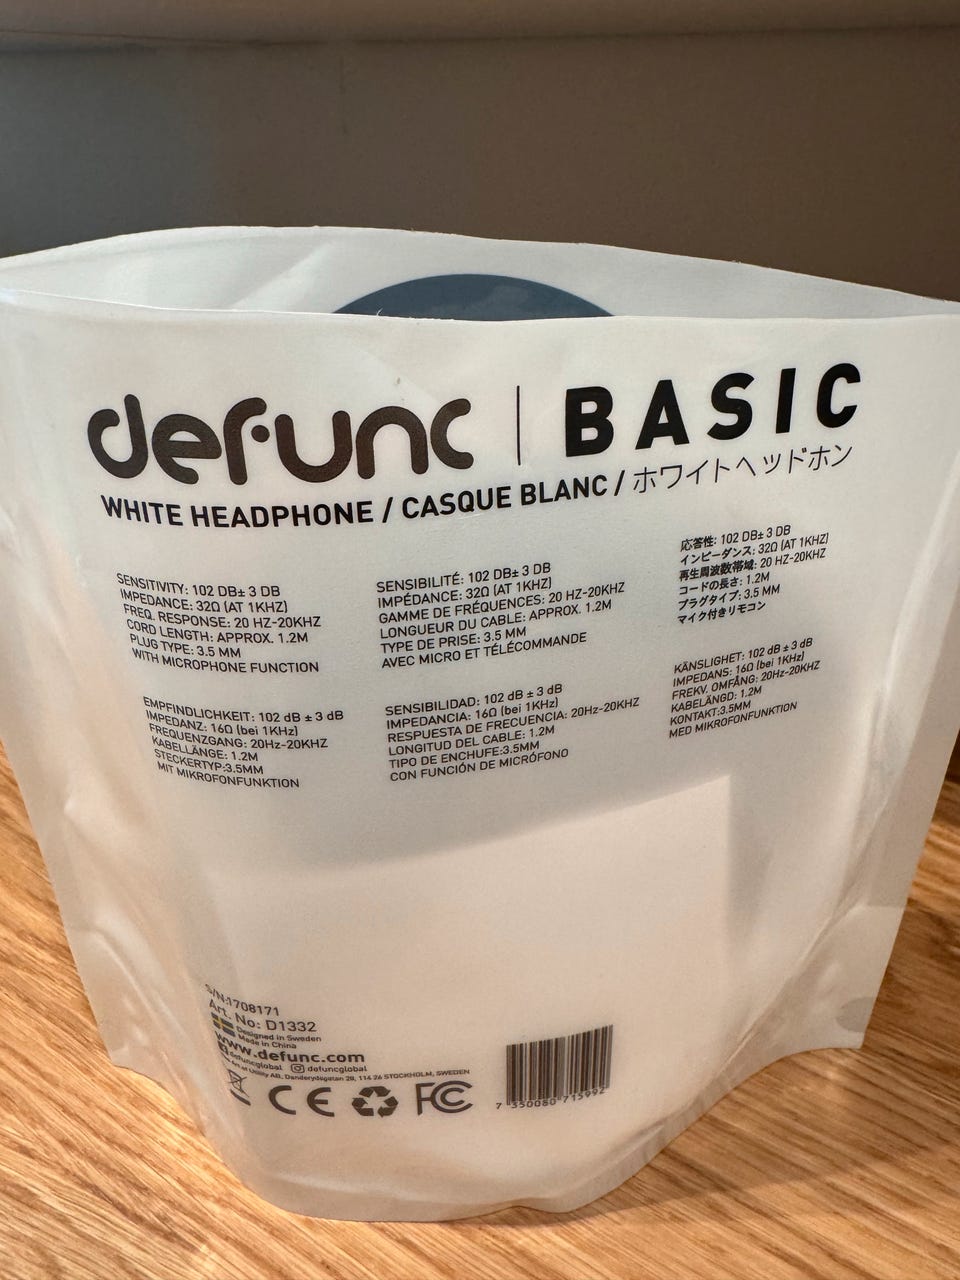 defunc | BASIC
WHITE HEADPHONE / CASQUE BLANC / ホワイトヘッドホン
SENSITIVITY: 102 DB± 3 DB
IMPEDANCE: 32Ω (AT 1KHZ)
FREQ. RESPONSE: 20 HZ-20KHZ
CORD LENGTH: APPROX. 1.2M
PLUG TYPE: 3.5 MM
WITH MICROPHONE FUNCTION
SENSIBILITÉ: 102 DB± 3 DB
IMPÉDANCE: 32Ω (AT 1KHZ)
GAMME DE FRÉQUENCES: 20 HZ-20KHZ
LONGUEUR DU CABLE: APPROX. 1.2M
TYPE DE PRISE: 3.5 MM
AVEC MICRO ET TÉLÉCOMMANDE
応答性: 102 DB± 3 DB
インピーダンス: 32Ω (AT 1KHZ)
再生周波数帯域: 20 HZ-20KHZ
コードの長さ: 1.2M
プラグタイプ: 3.5 MM
マイク付きリモコン
EMPFINDLICHKEIT: 102 dB ± 3 dB
IMPEDANZ: 16Ω (bei 1KHz)
FREQUENZGANG: 20Hz-20KHZ
KABELLÄNGE: 1.2M
STECKERTYP:3.5MM
MIT MIKROFONFUNKTION
SENSIBILIDAD: 102 dB ± 3 dB
IMPEDANCIA: 16Ω (bei 1KHz)
RESPUESTA DE FRECUENCIA: 20Hz-20KHZ
LONGITUD DEL CABLE: 1.2M
TIPO DE ENCHUFE:3.5MM
CON FUNCIÓN DE MICRÓFONO
KÄNSLIGHET: 102 dB ± 3 dB
IMPEDANS: 16Ω (bei 1KHz)
FREKV. OMFÅNG: 20Hz-20KHZ
KABELÄNGD: 1.2M
KONTAKT:3.5MM
MED MIKROFONFUNKTION
S/N:1708171
Art. No: D1332
Designed in Sweden
Made in China
www.defunc.com
defuncglobal defuncglobal
Art of Utility AB, Danderydsgatan 28, 114 26 STOCKHOLM, SWEDEN
CE FC
7 350080 715992